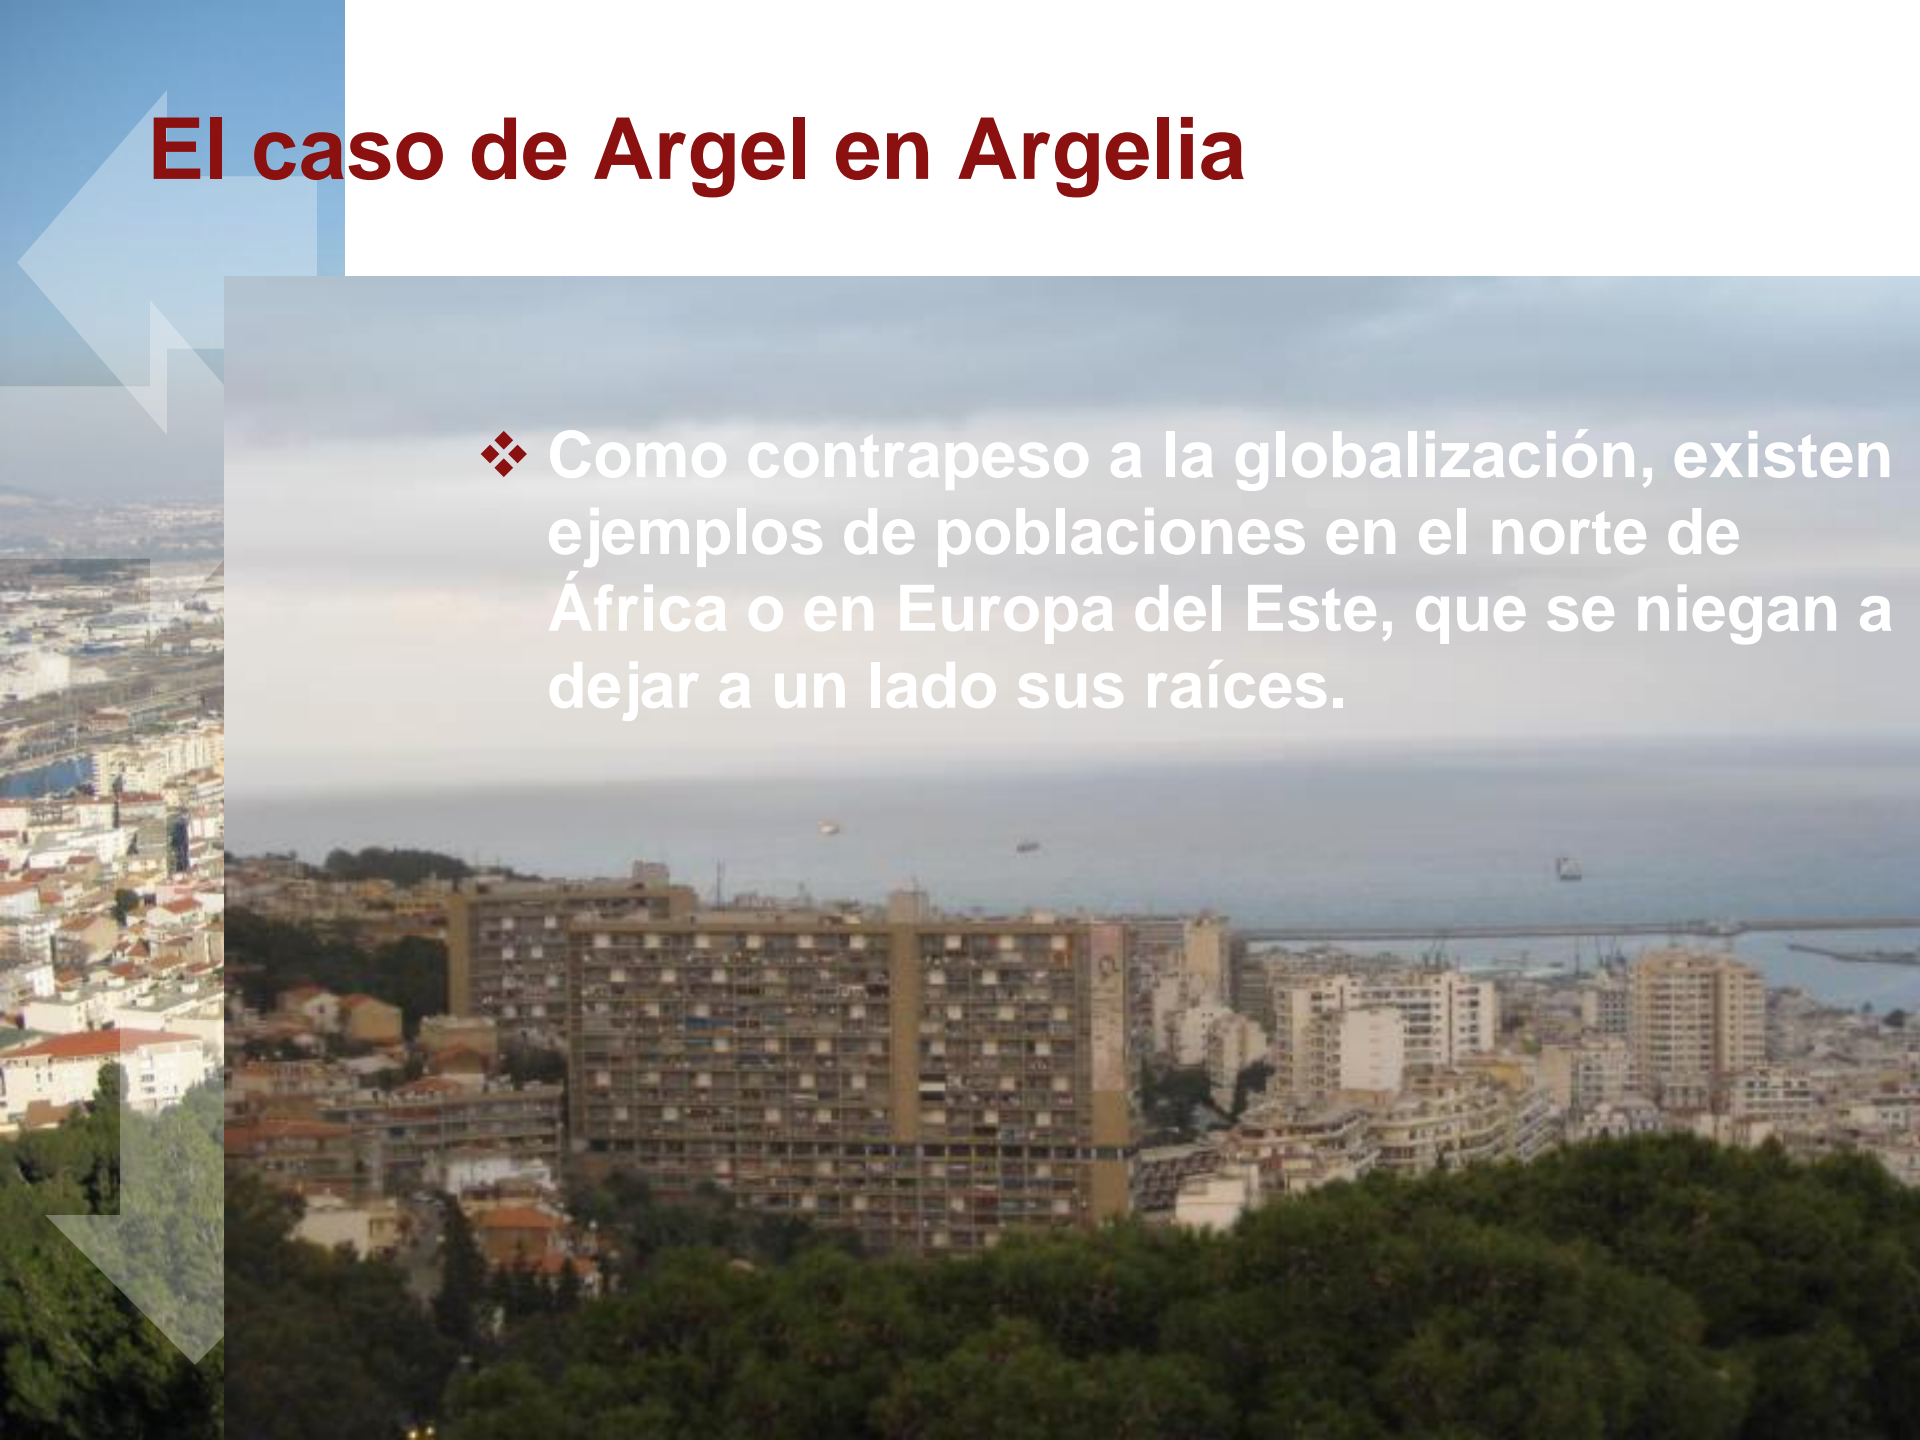 El caso de Argel en Argelia
❖ Como contrapeso a la globalización, existen
ejemplos de poblaciones en el norte de
África o en Europa del Este, que se niegan a
dejar a un lado sus raíces.